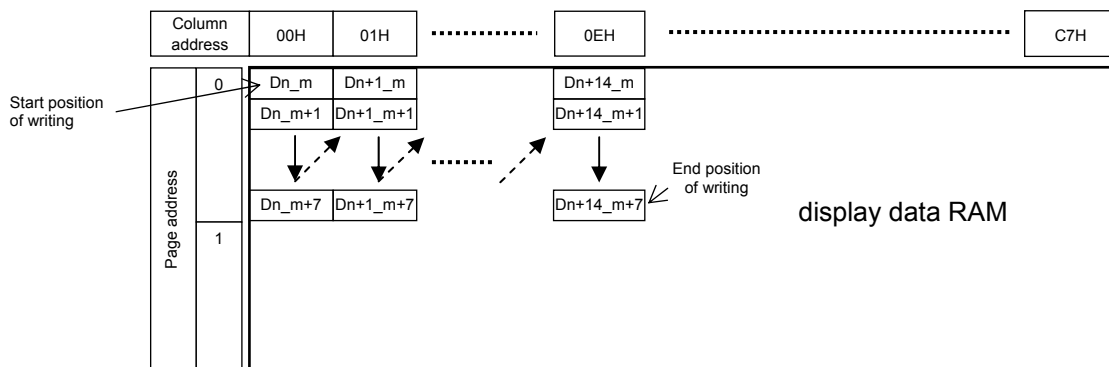 Column address 00H 01H 0EH C7H
Start position of writing
Page address
0 Dn_m Dn+1_m Dn+14_m
Dn_m+1 Dn+1_m+1 Dn+14_m+1
End position of writing
Dn_m+7 Dn+1_m+7 Dn+14_m+7
display data RAM
1